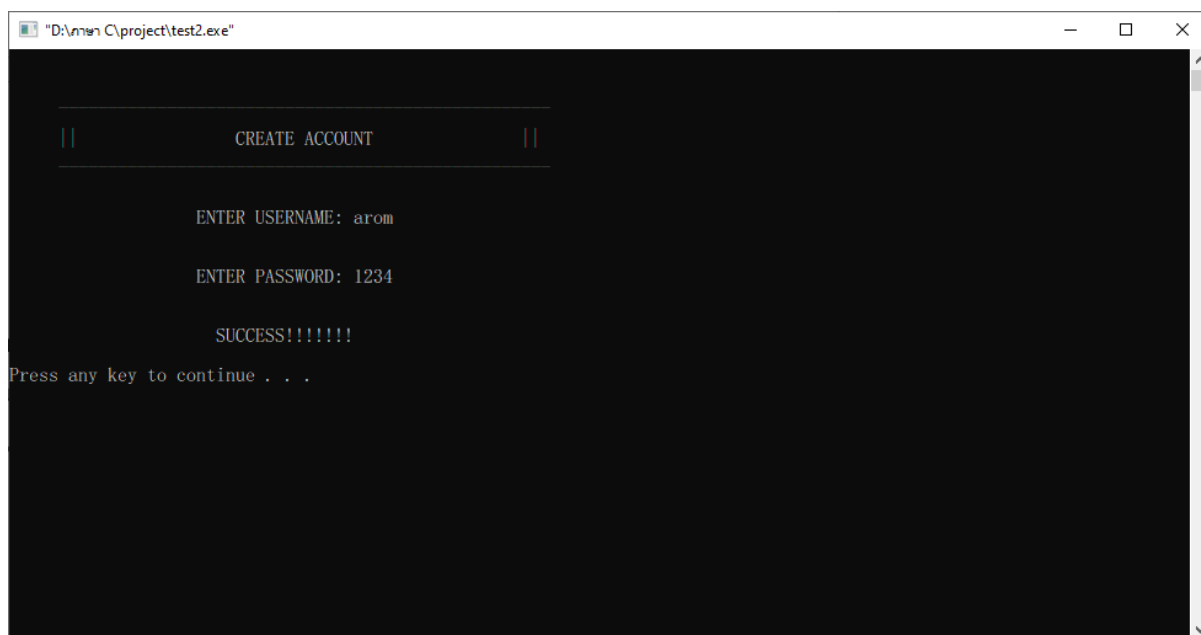 "D:\ภาษา C\project\test2.exe"
|| CREATE ACCOUNT ||
ENTER USERNAME: arom
ENTER PASSWORD: 1234
SUCCESS!!!!!!!
Press any key to continue . . .